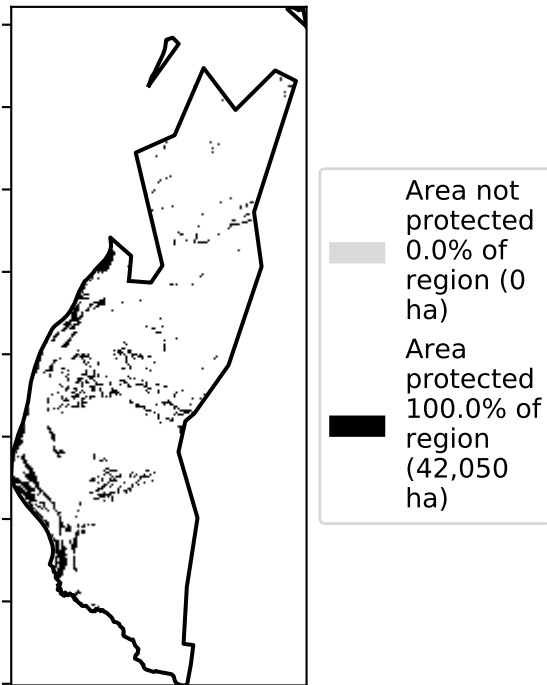 Area not
protected
0.0% of
region (0
ha)
Area
protected
100.0% of
region
(42,050
ha)